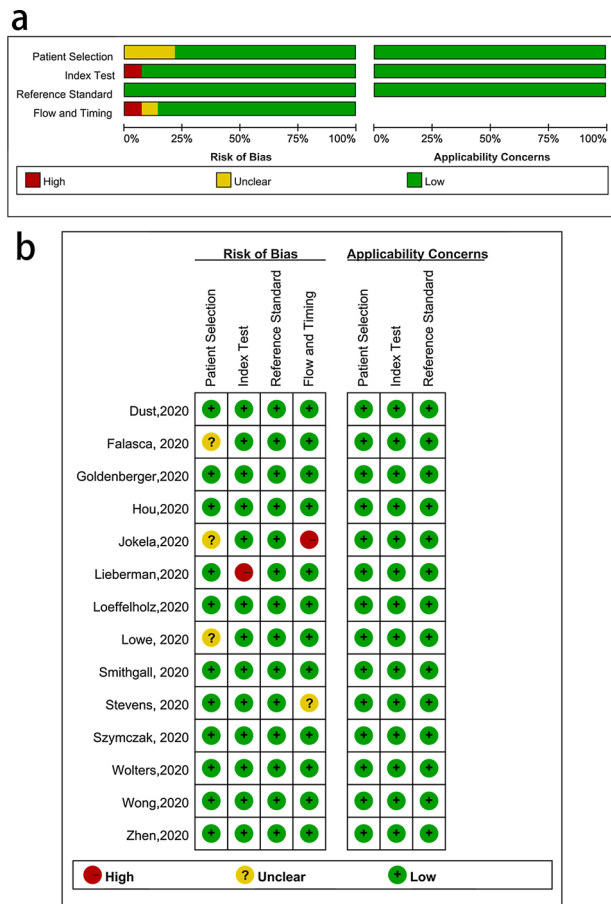 a
Patient Selection
Index Test
Reference Standard
Flow and Timing
0% 25% 50% 75% 100% 0% 25% 50% 75% 100%
Risk of Bias Applicability Concerns
High Unclear Low
b
Risk of Bias Applicability Concerns
Patient Selection Index Test Reference Standard Flow and Timing Patient Selection Index Test Reference Standard
Dust,2020 + + + + + + +
Falasca, 2020 ? + + + + + +
Goldenberger,2020 + + + + + + +
Hou,2020 + + + + + + +
Jokela,2020 ? + + - + + +
Lieberman,2020 + - + + + + +
Loeffelholz,2020 + + + + + + +
Lowe, 2020 ? + + + + + +
Smithgall, 2020 + + + + + + +
Stevens, 2020 + + + ? + + +
Szymczak, 2020 + + + + + + +
Wolters,2020 + + + + + + +
Wong,2020 + + + + + + +
Zhen,2020 + + + + + + +
- High ? Unclear + Low